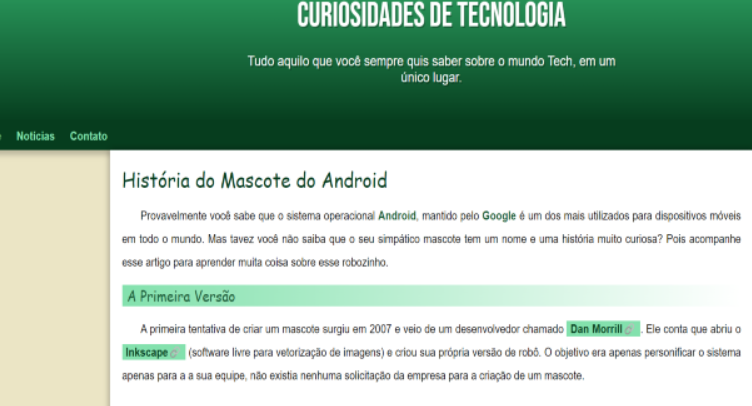 CURIOSIDADES DE TECNOLOGIA
Tudo aquilo que você sempre quis saber sobre o mundo Tech, em um
único lugar.
Notícias Contato
História do Mascote do Android
Provavelmente você sabe que o sistema operacional Android, mantido pelo Google é um dos mais utilizados para dispositivos móveis
em todo o mundo. Mas tavez você não saiba que o seu simpático mascote tem um nome e uma história muito curiosa? Pois acompanhe
esse artigo para aprender muita coisa sobre esse robozinho.
A Primeira Versão
A primeira tentativa de criar um mascote surgiu em 2007 e veio de um desenvolvedor chamado Dan Morrill . Ele conta que abriu o
Inkscape (software livre para vetorização de imagens) e criou sua própria versão de robô. O objetivo era apenas personificar o sistema
apenas para a a sua equipe, não existia nenhuma solicitação da empresa para a criação de um mascote.